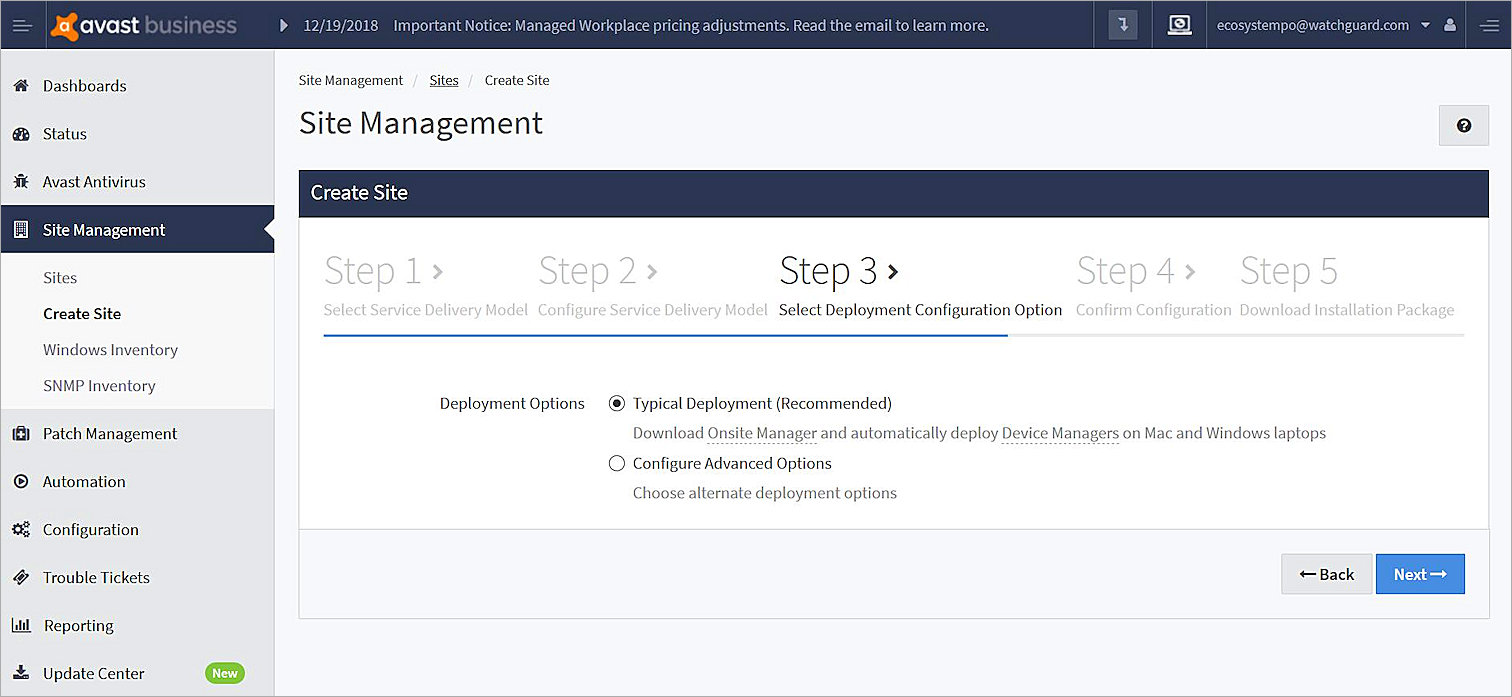 avast business
12/19/2018 Important Notice: Managed Workplace pricing adjustments. Read the email to learn more.
ecosystempo@watchguard.com
Dashboards
Status
Avast Antivirus
Site Management
Sites
Create Site
Windows Inventory
SNMP Inventory
Patch Management
Automation
Configuration
Trouble Tickets
Reporting
Update Center New
Site Management / Sites / Create Site
Site Management
Create Site
Step 1 Step 2 Step 3 Step 4 Step 5
Select Service Delivery Model Configure Service Delivery Model Select Deployment Configuration Option Confirm Configuration Download Installation Package
Deployment Options Typical Deployment (Recommended)
Download Onsite Manager and automatically deploy Device Managers on Mac and Windows laptops
Configure Advanced Options
Choose alternate deployment options
← Back Next →